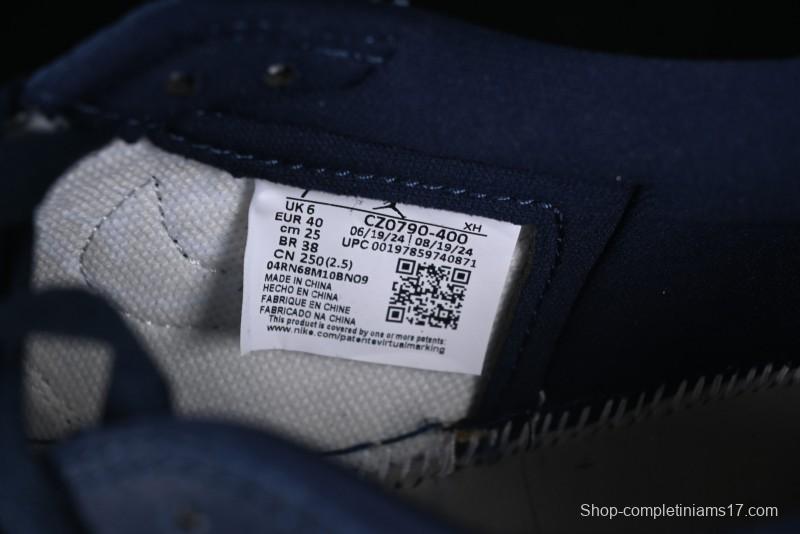 UK 6
EUR 40
cm 25
BR 38
CN 250(2.5)
XH
CZ0790-400
06/19/24 | 08/19/24
UPC 00197859740871
04RN68M10BNO9
MADE IN CHINA
HECHO EN CHINA
FABRIQUE EN CHINE
FABRICADO NA CHINA
This product is covered by one or more patents:
www.nike.com/patentevirtualmarking
Shop-completiniams17.com